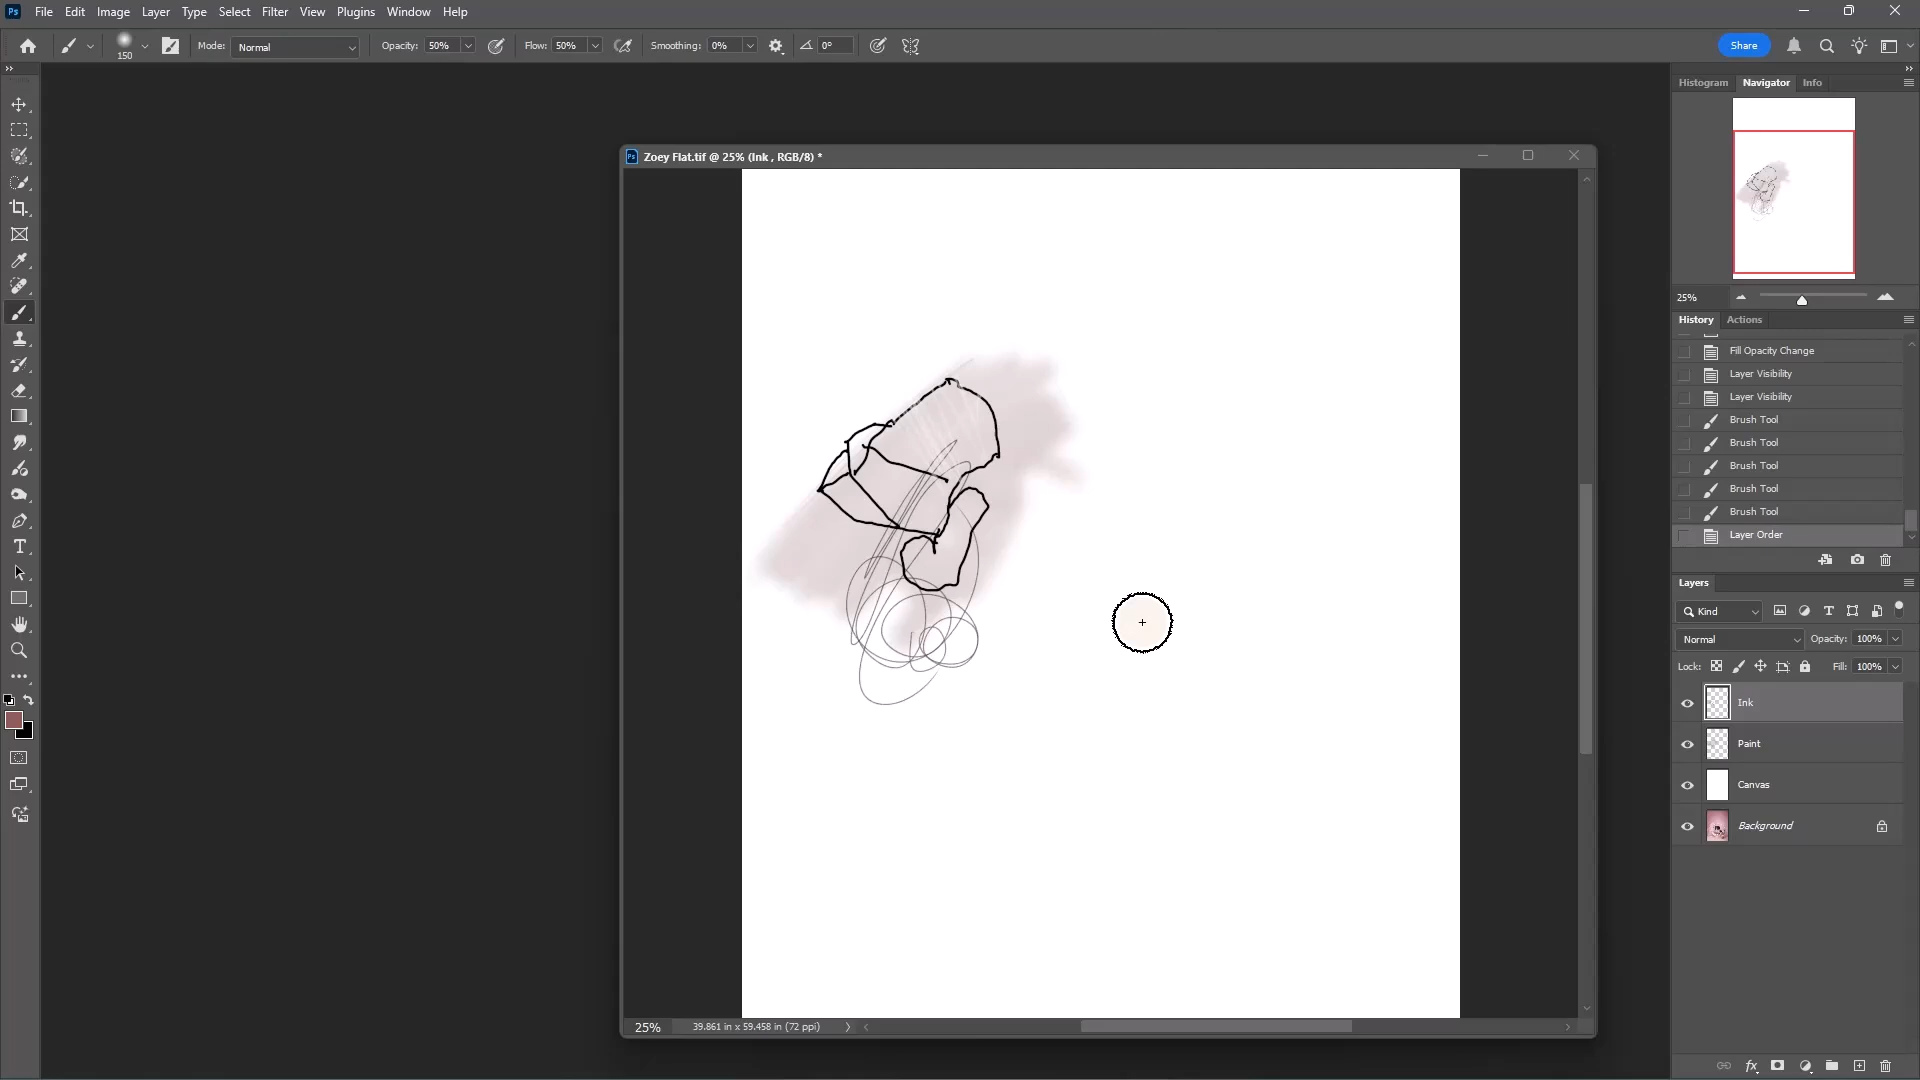 Ps File Edit Image Layer Type Select Filter View Plugins Window Help
150 Mode: Normal Opacity: 50% Flow: 50% Smoothing: 0% 0° Share
Histogram Navigator Info
Ps Zoey Flat.tif @ 25% (Ink , RGB/8) *
25%
History Actions
Fill Opacity Change
Layer Visibility
Layer Visibility
Brush Tool
Brush Tool
Brush Tool
Brush Tool
Brush Tool
Layer Order
Layers
Kind
Normal Opacity: 100%
Lock: Fill: 100%
Ink
Paint
Canvas
Background
25% 39.861 in x 59.458 in (72 ppi)
fx